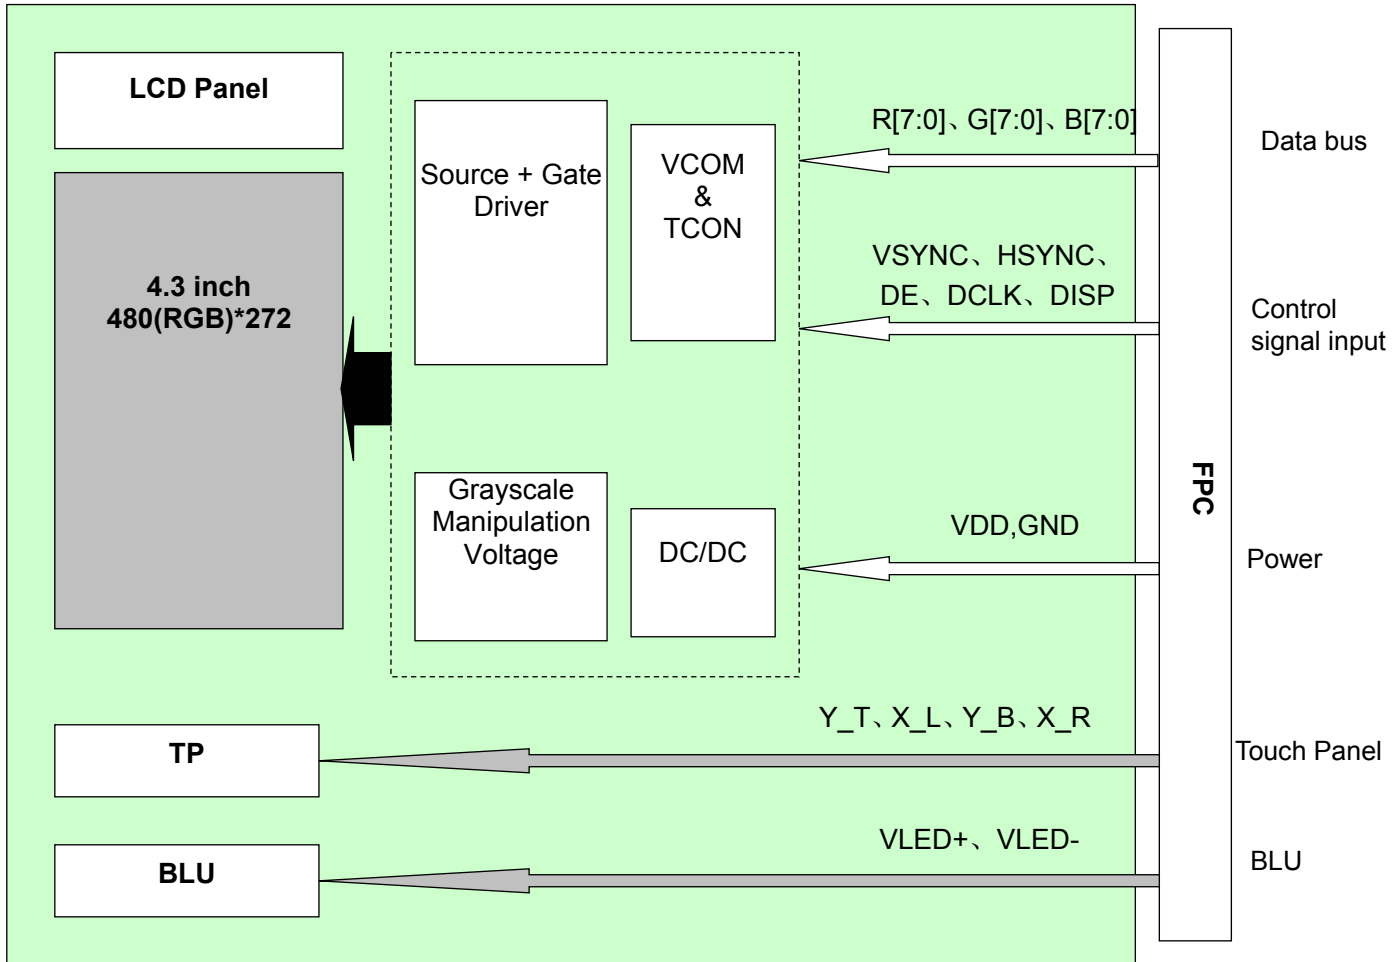 LCD Panel
4.3 inch
480(RGB)*272
Source + Gate
Driver
VCOM
&
TCON
Grayscale
Manipulation
Voltage
DC/DC
R[7:0]、G[7:0]、B[7:0]
Data bus
VSYNC、HSYNC、
DE、DCLK、DISP
Control
signal input
FPC
VDD,GND
Power
TP
Y_T、X_L、Y_B、X_R
Touch Panel
BLU
VLED+、VLED-
BLU